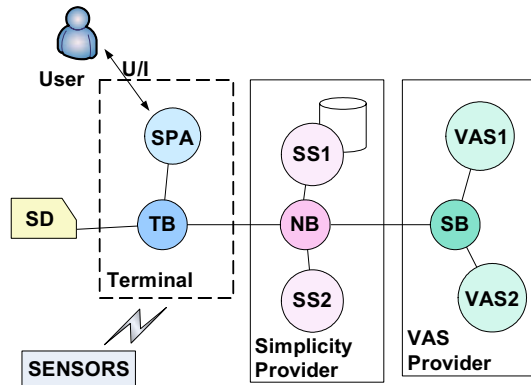 User
U/I
SPA
SS1
VAS1
SD
TB
NB
SB
SS2
VAS2
Terminal
SENSORS
Simplicity
Provider
VAS
Provider